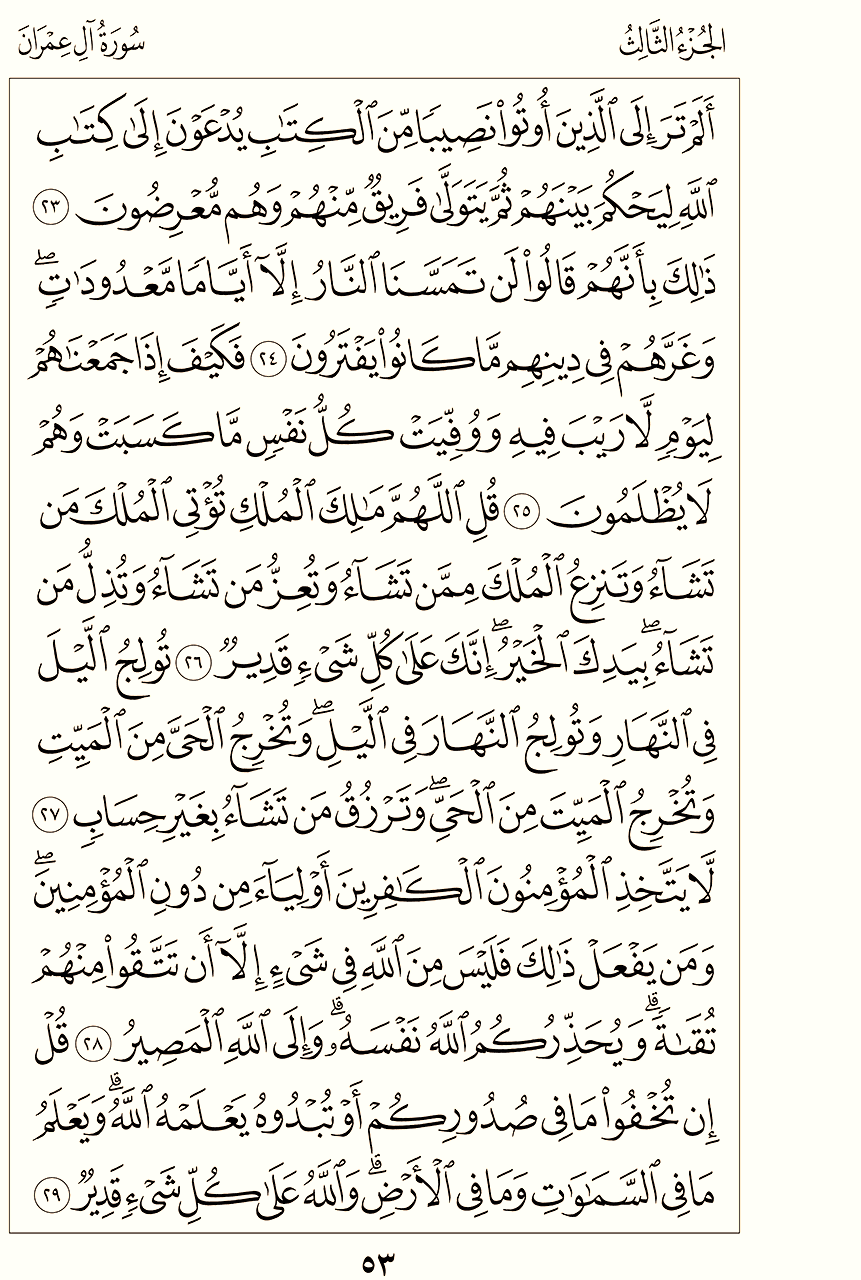 الجُزْءُ الثَّالِثُ سُورَةُ آلِ عِمْرَانَ
أَلَمْ تَرَ إِلَى ٱلَّذِينَ أُوتُوا۟ نَصِيبًا مِّنَ ٱلْكِتَـٰبِ يُدْعَوْنَ إِلَىٰ كِتَـٰبِ
ٱللَّهِ لِيَحْكُمَ بَيْنَهُمْ ثُمَّ يَتَوَلَّىٰ فَرِيقٌ مِّنْهُمْ وَهُم مُّعْرِضُونَ ٢٣
ذَٰلِكَ بِأَنَّهُمْ قَالُوا۟ لَن تَمَسَّنَا ٱلنَّارُ إِلَّآ أَيَّامًا مَّعْدُودَٰتٍ ۖ
وَغَرَّهُمْ فِى دِينِهِم مَّا كَانُوا۟ يَفْتَرُونَ ٢٤ فَكَيْفَ إِذَا جَمَعْنَـٰهُمْ
لِيَوْمٍ لَّا رَيْبَ فِيهِ وَوُفِّيَتْ كُلُّ نَفْسٍ مَّا كَسَبَتْ وَهُمْ
لَا يُظْلَمُونَ ٢٥ قُلِ ٱللَّهُمَّ مَـٰلِكَ ٱلْمُلْكِ تُؤْتِى ٱلْمُلْكَ مَن
تَشَآءُ وَتَنزِعُ ٱلْمُلْكَ مِمَّن تَشَآءُ وَتُعِزُّ مَن تَشَآءُ وَتُذِلُّ مَن
تَشَآءُ ۖ بِيَدِكَ ٱلْخَيْرُ ۖ إِنَّكَ عَلَىٰ كُلِّ شَىْءٍ قَدِيرٌ ٢٦ تُولِجُ ٱلَّيْلَ
فِى ٱلنَّهَارِ وَتُولِجُ ٱلنَّهَارَ فِى ٱلَّيْلِ ۖ وَتُخْرِجُ ٱلْحَىَّ مِنَ ٱلْمَيِّتِ
وَتُخْرِجُ ٱلْمَيِّتَ مِنَ ٱلْحَىِّ ۖ وَتَرْزُقُ مَن تَشَآءُ بِغَيْرِ حِسَابٍ ٢٧
لَّا يَتَّخِذِ ٱلْمُؤْمِنُونَ ٱلْكَـٰفِرِينَ أَوْلِيَآءَ مِن دُونِ ٱلْمُؤْمِنِينَ ۖ
وَمَن يَفْعَلْ ذَٰلِكَ فَلَيْسَ مِنَ ٱللَّهِ فِى شَىْءٍ إِلَّآ أَن تَتَّقُوا۟ مِنْهُمْ
تُقَىٰةً ۗ وَيُحَذِّرُكُمُ ٱللَّهُ نَفْسَهُۥ ۗ وَإِلَى ٱللَّهِ ٱلْمَصِيرُ ٢٨ قُلْ
إِن تُخْفُوا۟ مَا فِى صُدُورِكُمْ أَوْ تُبْدُوهُ يَعْلَمْهُ ٱللَّهُ ۗ وَيَعْلَمُ
مَا فِى ٱلسَّمَـٰوَٰتِ وَمَا فِى ٱلْأَرْضِ ۗ وَٱللَّهُ عَلَىٰ كُلِّ شَىْءٍ قَدِيرٌ ٢٩
٥٣